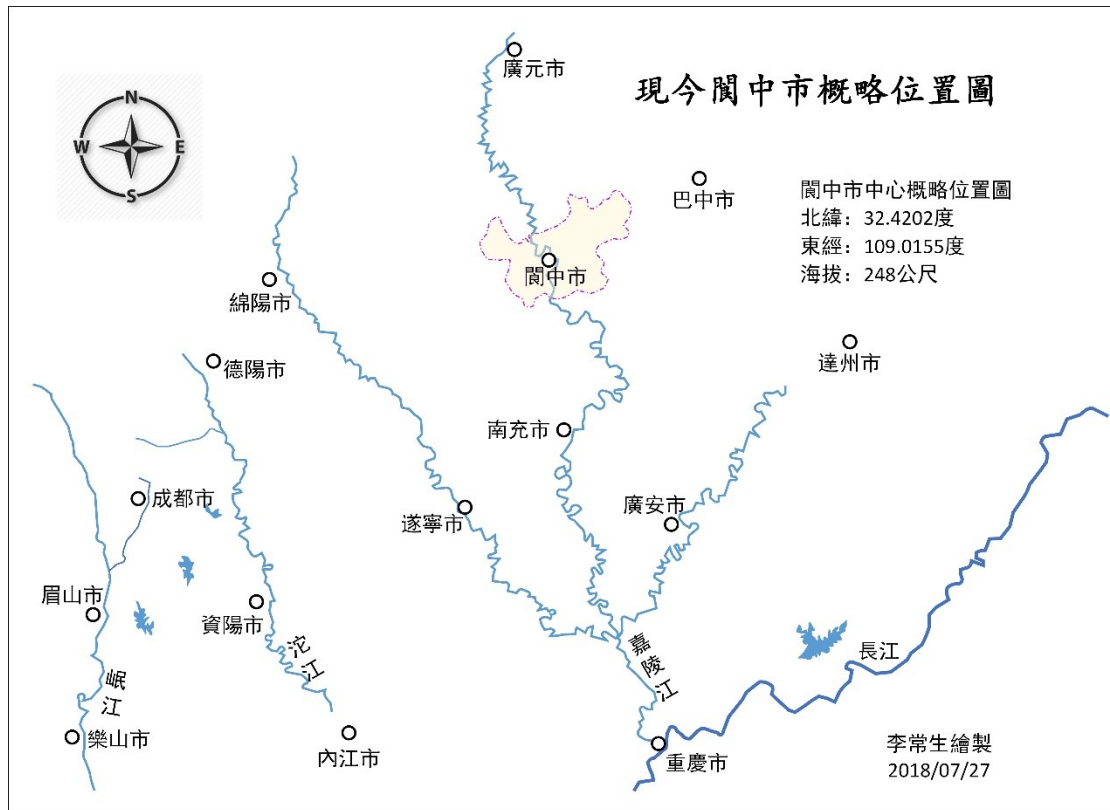 現今閬中市概略位置圖
廣元市
N
W
E
S
巴中市
閬中市中心概略位置圖
北緯：32.4202度
東經：109.0155度
海拔：248公尺
閬中市
綿陽市
達州市
德陽市
南充市
成都市
遂寧市
廣安市
眉山市
資陽市
沱江
嘉陵江
長江
岷江
樂山市
內江市
重慶市
李常生繪製
2018/07/27